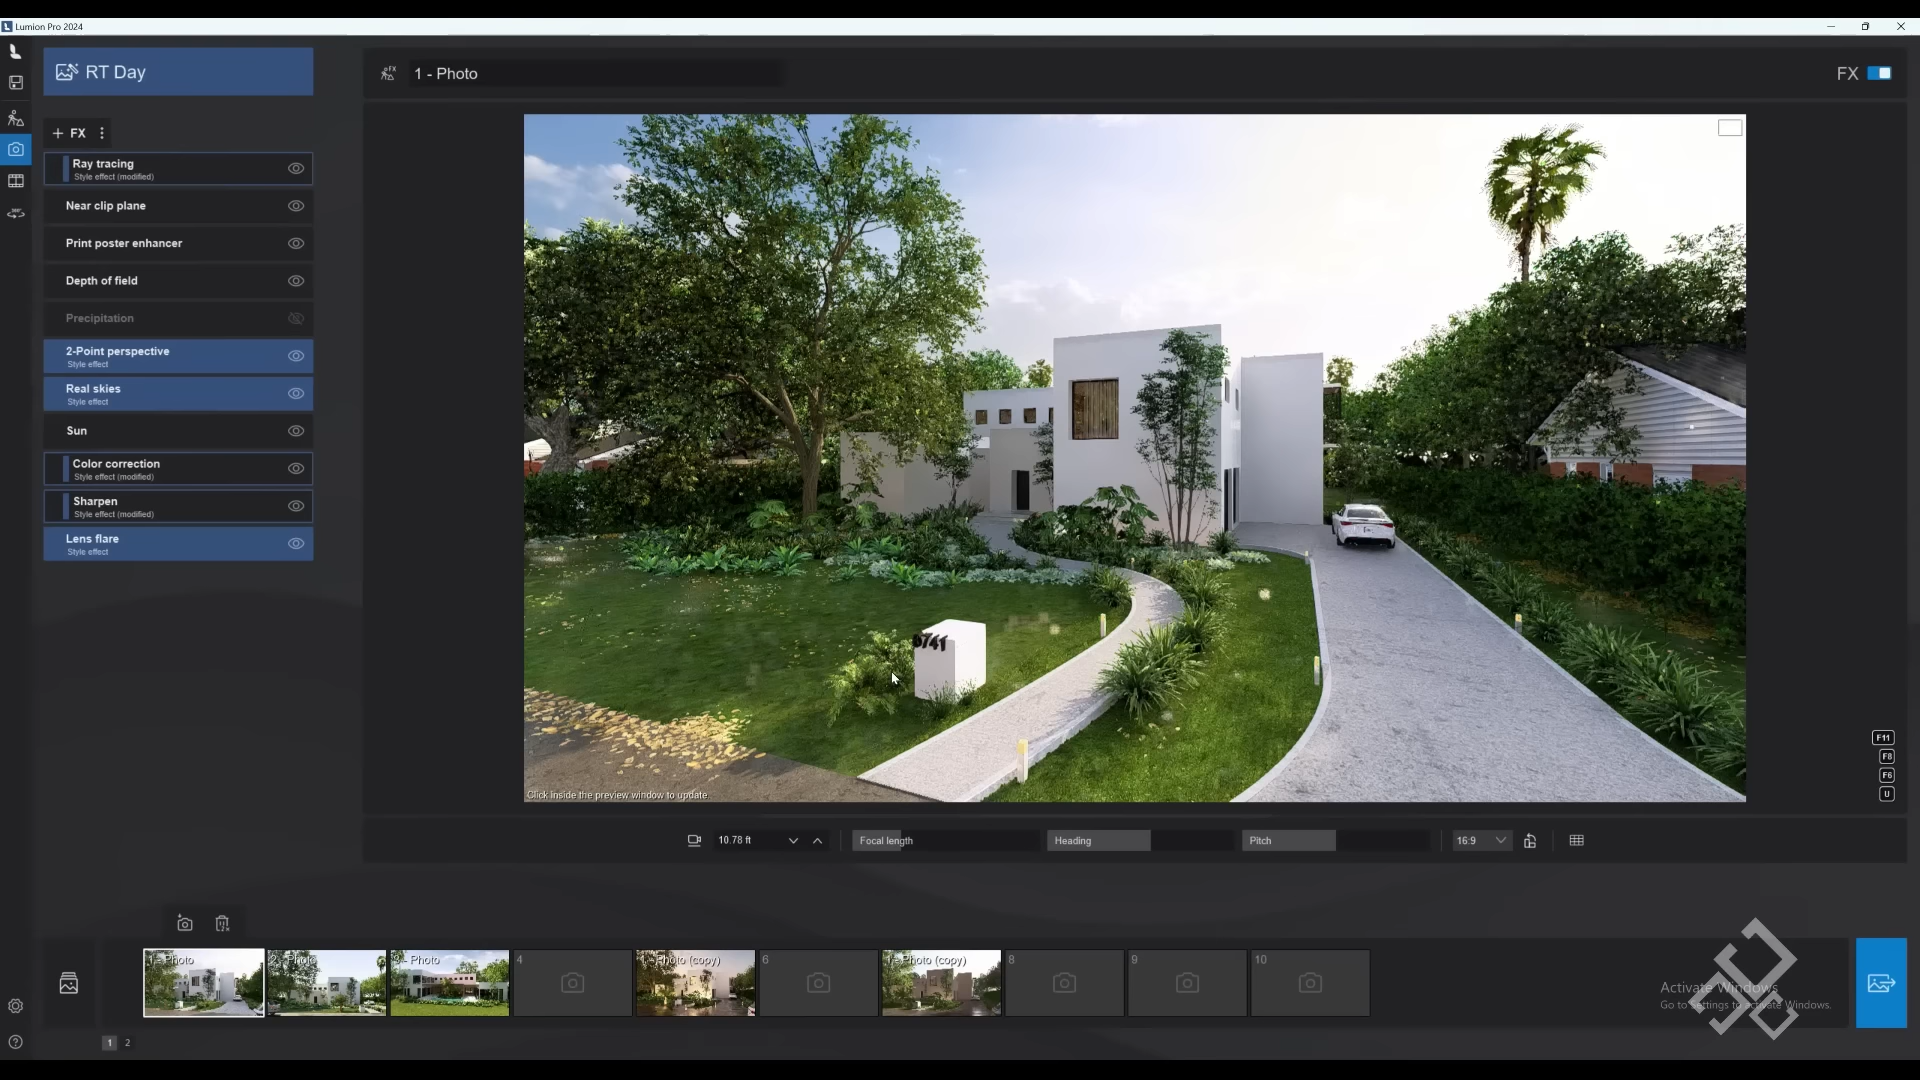 Lumion Pro 2024
RT Day
1 - Photo
FX
+ FX
Ray tracing
Style effect (modified)
Near clip plane
Print poster enhancer
Depth of field
Precipitation
2-Point perspective
Style effect
Real skies
Style effect
Sun
Color correction
Style effect (modified)
Sharpen
Style effect (modified)
Lens flare
Style effect
Click inside the preview window to update.
F11
F8
F6
U
10.78 ft
Focal length
Heading
Pitch
16:9
1 - Photo
2 - Photo
3 - Photo
4
1 - Photo (copy)
6
1 - Photo (copy)
8
9
10
Activate Windows
Go to Settings to activate Windows.
1
2